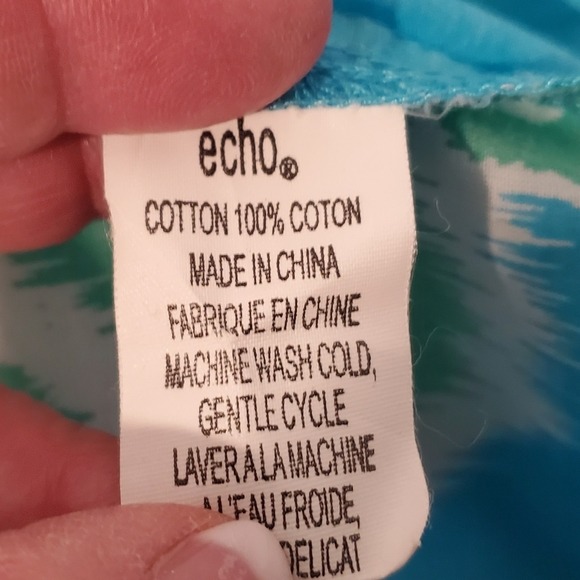 echo®
COTTON 100% COTON
MADE IN CHINA
FABRIQUE EN CHINE
MACHINE WASH COLD,
GENTLE CYCLE
LAVER À LA MACHINE
À L'EAU FROIDE,
DELICAT